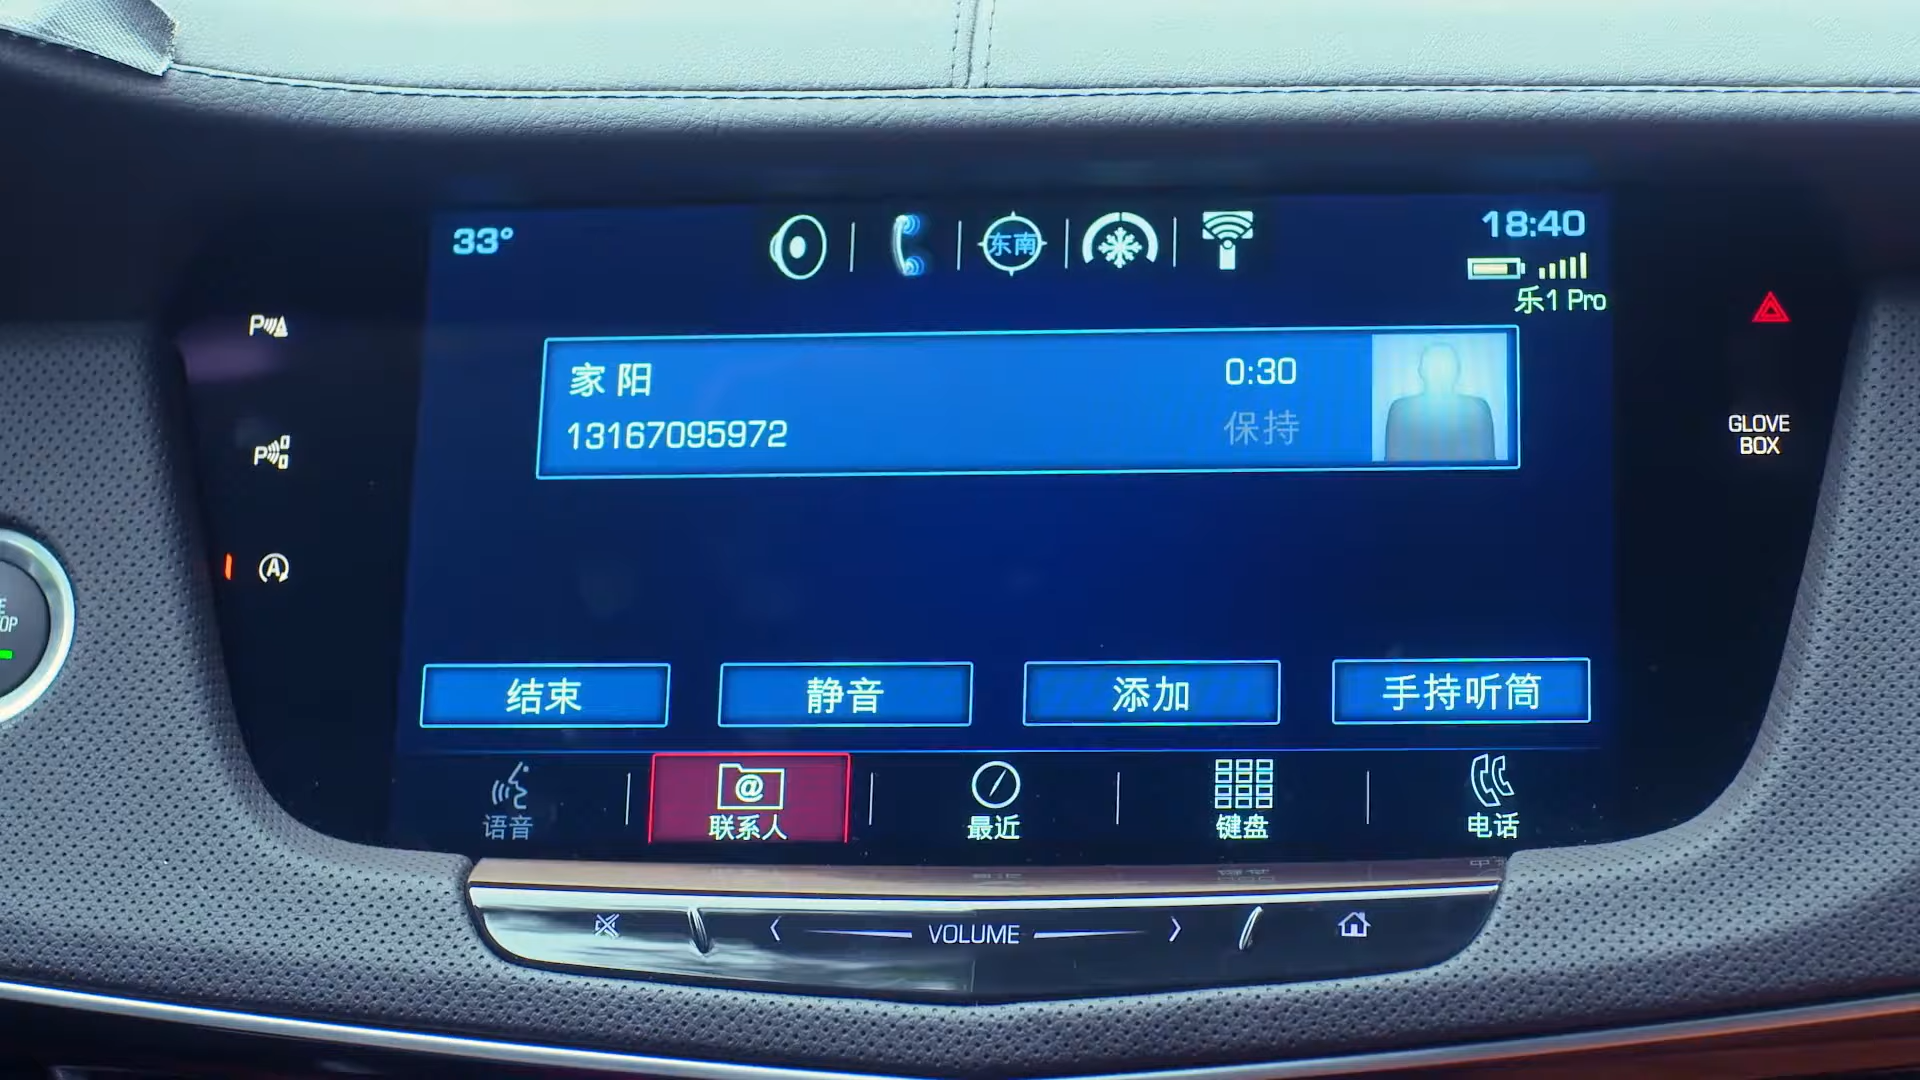 33°
东南
18:40
乐1 Pro
家 阳
0:30
13167095972
保持
GLOVE
BOX
结束
静音
添加
手持听筒
语音
联系人
最近
键盘
电话
VOLUME